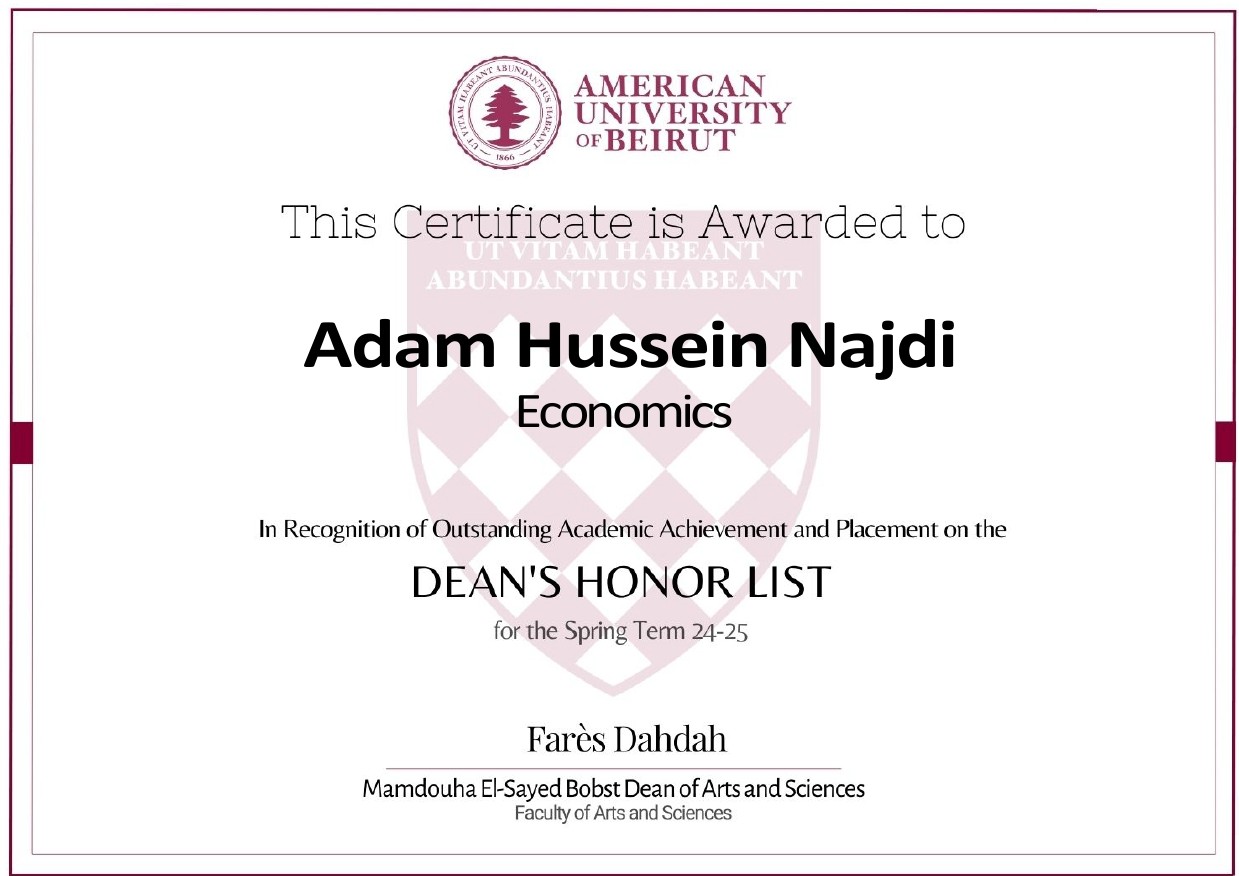 UT VITAM HABEANT ABUNDANTIUS HABEANT
1866
AMERICAN
UNIVERSITY
OF BEIRUT
This Certificate is Awarded to
UT VITAM HABEANT
ABUNDANTIUS HABEANT
Adam Hussein Najdi
Economics
In Recognition of Outstanding Academic Achievement and Placement on the
DEAN'S HONOR LIST
for the Spring Term 24-25
Farès Dahdah
Mamdouha El-Sayed Bobst Dean of Arts and Sciences
Faculty of Arts and Sciences